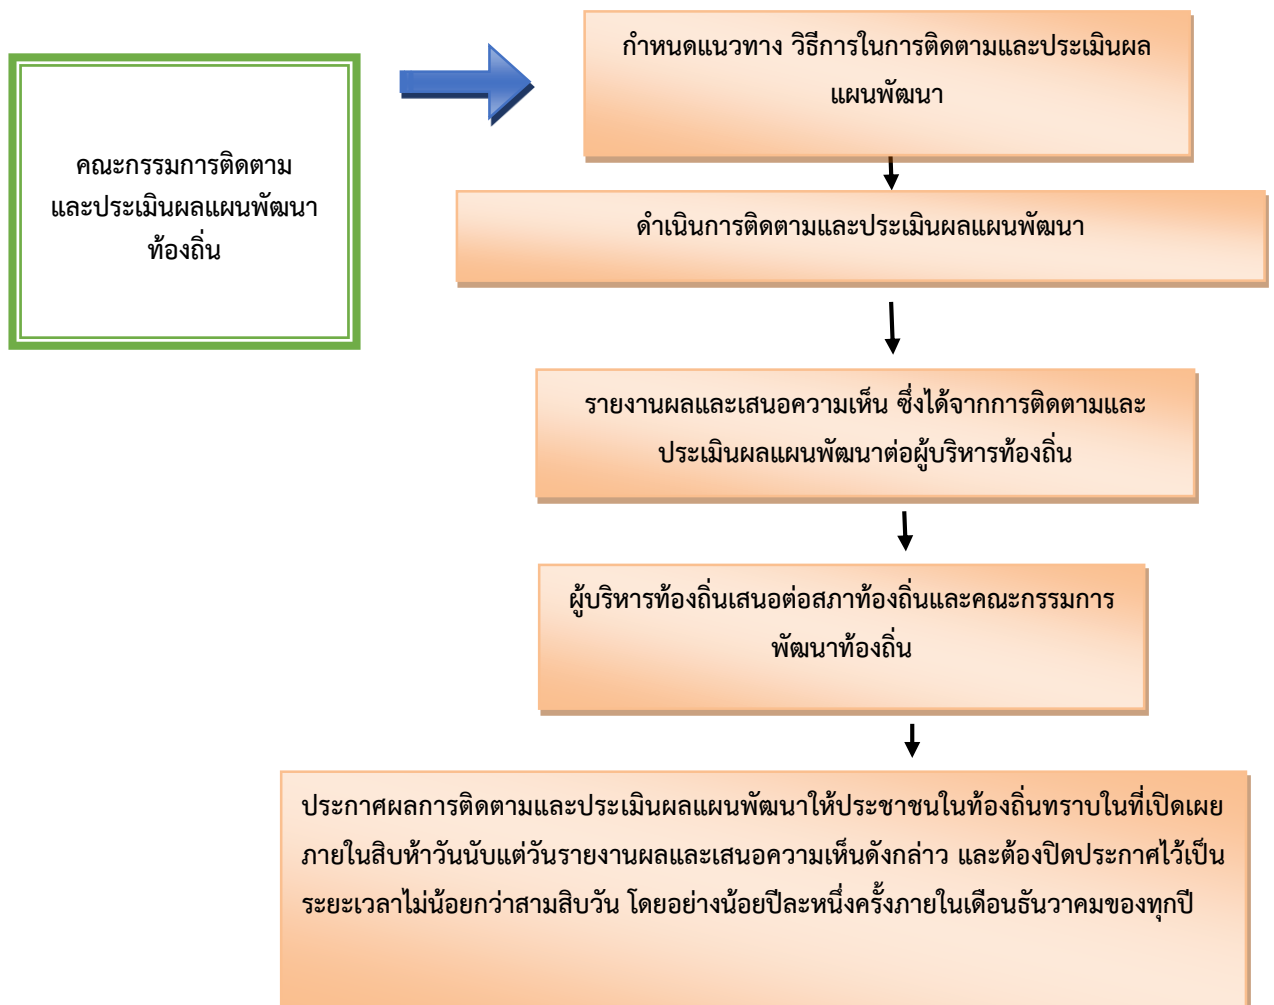 คณะกรรมการติดตาม
และประเมินผลแผนพัฒนา
ท้องถิ่น
กำหนดแนวทาง วิธีการในการติดตามและประเมินผล
แผนพัฒนา
ดำเนินการติดตามและประเมินผลแผนพัฒนา
รายงานผลและเสนอความเห็น ซึ่งได้จากการติดตามและ
ประเมินผลแผนพัฒนาต่อผู้บริหารท้องถิ่น
ผู้บริหารท้องถิ่นเสนอต่อสภาท้องถิ่นและคณะกรรมการ
พัฒนาท้องถิ่น
ประกาศผลการติดตามและประเมินผลแผนพัฒนาให้ประชาชนในท้องถิ่นทราบในที่เปิดเผย
ภายในสิบห้าวันนับแต่วันรายงานผลและเสนอความเห็นดังกล่าว และต้องปิดประกาศไว้เป็น
ระยะเวลาไม่น้อยกว่าสามสิบวัน โดยอย่างน้อยปีละหนึ่งครั้งภายในเดือนธันวาคมของทุกปี